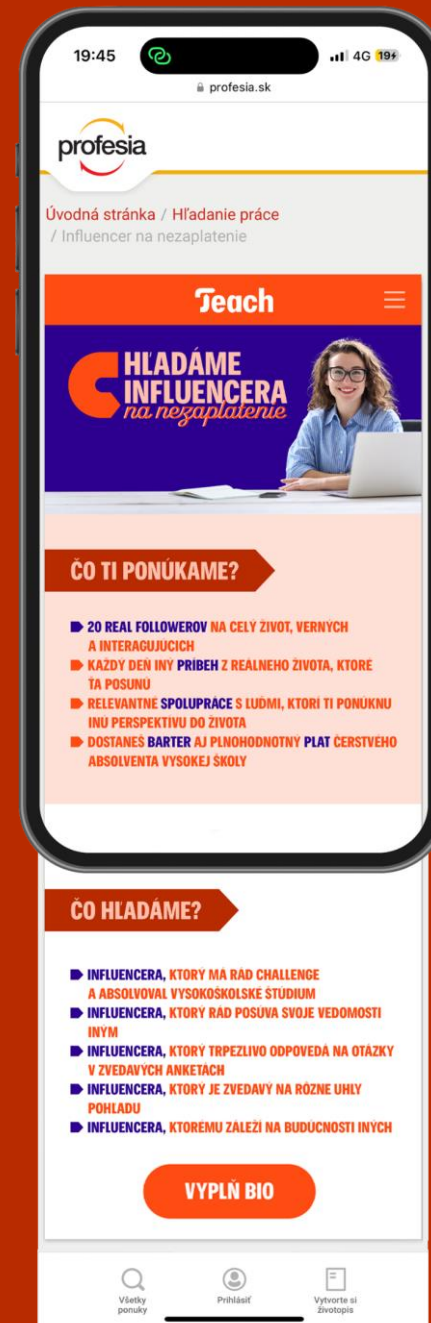 19:45
4G 19
profesia.sk
profesia
Úvodná stránka / Hľadanie práce
/ Influencer na nezaplatenie
Teach
HĽADÁME
INFLUENCERA
na nezaplatenie
ČO TI PONÚKAME?
20 REAL FOLLOWEROV NA CELÝ ŽIVOT, VERNÝCH
A INTERAGUJÚCICH
KAŽDÝ DEŇ INÝ PRÍBEH Z REÁLNEHO ŽIVOTA, KTORÉ
ŤA POSUNÚ
RELEVANTNÉ SPOLUPRÁCE S ĽUĎMI, KTORÍ TI PONÚKNU
INÚ PERSPEKTÍVU DO ŽIVOTA
DOSTANEŠ BARTER AJ PLNOHODNOTNÝ PLAT ČERSTVÉHO
ABSOLVENTA VYSOKEJ ŠKOLY
ČO HĽADÁME?
INFLUENCERA, KTORÝ MÁ RÁD CHALLENGE
A ABSOLVOVAL VYSOKOŠKOLSKÉ ŠTÚDIUM
INFLUENCERA, KTORÝ RÁD POSÚVA SVOJE VEDOMOSTI
INÝM
INFLUENCERA, KTORÝ TRPEZLIVO ODPOVEDÁ NA OTÁZKY
V ZVEDAVÝCH ANKETÁCH
INFLUENCERA, KTORÝ JE ZVEDAVÝ NA RÔZNE UHLY
POHĽADU
INFLUENCERA, KTORÉMU ZÁLEŽÍ NA BUDÚCNOSTI INÝCH
VYPLŇ BIO
Všetky
ponuky
Prihlásiť
Vytvorte si
životopis